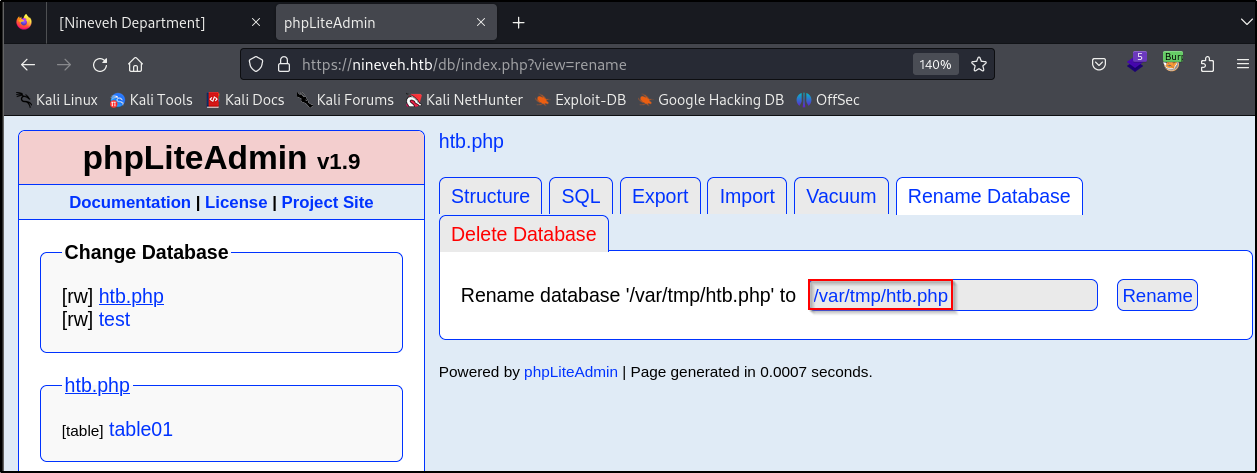 [Nineveh Department]
phpLiteAdmin
https://nineveh.htb/db/index.php?view=rename
140%
5
Kali Linux
Kali Tools
Kali Docs
Kali Forums
Kali NetHunter
Exploit-DB
Google Hacking DB
OffSec
phpLiteAdmin v1.9
Documentation | License | Project Site
Change Database
[rw] htb.php
[rw] test
htb.php
[table] table01
htb.php
Structure
SQL
Export
Import
Vacuum
Rename Database
Delete Database
Rename database '/var/tmp/htb.php' to /var/tmp/htb.php Rename
Powered by phpLiteAdmin | Page generated in 0.0007 seconds.